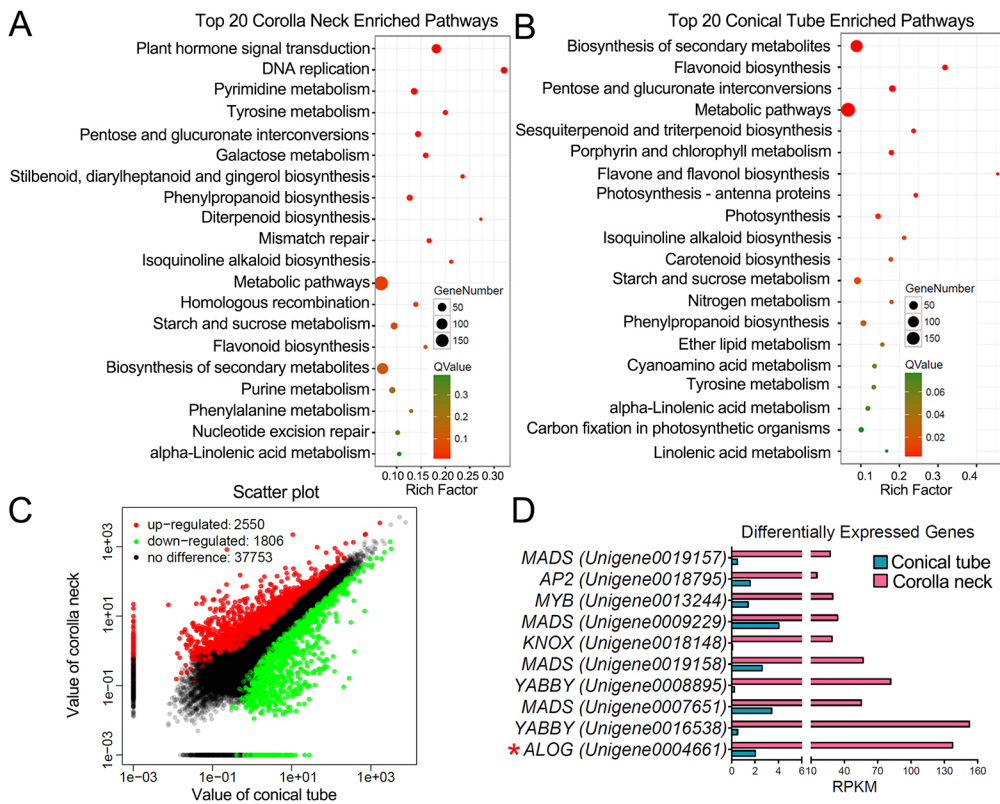 A
Top 20 Corolla Neck Enriched Pathways
Plant hormone signal transduction
DNA replication
Pyrimidine metabolism
Tyrosine metabolism
Pentose and glucuronate interconversions
Galactose metabolism
Stilbenoid, diarylheptanoid and gingerol biosynthesis
Phenylpropanoid biosynthesis
Diterpenoid biosynthesis
Mismatch repair
Isoquinoline alkaloid biosynthesis
Metabolic pathways
Homologous recombination
Starch and sucrose metabolism
Flavonoid biosynthesis
Biosynthesis of secondary metabolites
Purine metabolism
Phenylalanine metabolism
Nucleotide excision repair
alpha-Linolenic acid metabolism
GeneNumber
50
100
150
QValue
0.3
0.2
0.1
0.10 0.15 0.20 0.25 0.30
Rich Factor
B
Top 20 Conical Tube Enriched Pathways
Biosynthesis of secondary metabolites
Flavonoid biosynthesis
Pentose and glucuronate interconversions
Metabolic pathways
Sesquiterpenoid and triterpenoid biosynthesis
Porphyrin and chlorophyll metabolism
Flavone and flavonol biosynthesis
Photosynthesis - antenna proteins
Photosynthesis
Isoquinoline alkaloid biosynthesis
Carotenoid biosynthesis
Starch and sucrose metabolism
Nitrogen metabolism
Phenylpropanoid biosynthesis
Ether lipid metabolism
Cyanoamino acid metabolism
Tyrosine metabolism
alpha-Linolenic acid metabolism
Carbon fixation in photosynthetic organisms
Linolenic acid metabolism
GeneNumber
50
100
150
QValue
0.06
0.04
0.02
0.1 0.2 0.3 0.4
Rich Factor
C
Scatter plot
up-regulated: 2550
down-regulated: 1806
no difference: 37753
1e+03
1e+01
1e-01
1e-03
Value of corolla neck
1e-03 1e-01 1e+01 1e+03
Value of conical tube
D
Differentially Expressed Genes
MADS (Unigene0019157)
AP2 (Unigene0018795)
MYB (Unigene0013244)
MADS (Unigene0009229)
KNOX (Unigene0018148)
MADS (Unigene0019158)
YABBY (Unigene0008895)
MADS (Unigene0007651)
YABBY (Unigene0016538)
* ALOG (Unigene0004661)
Conical tube
Corolla neck
0 2 4 6 10 40 70 100 130 160
RPKM